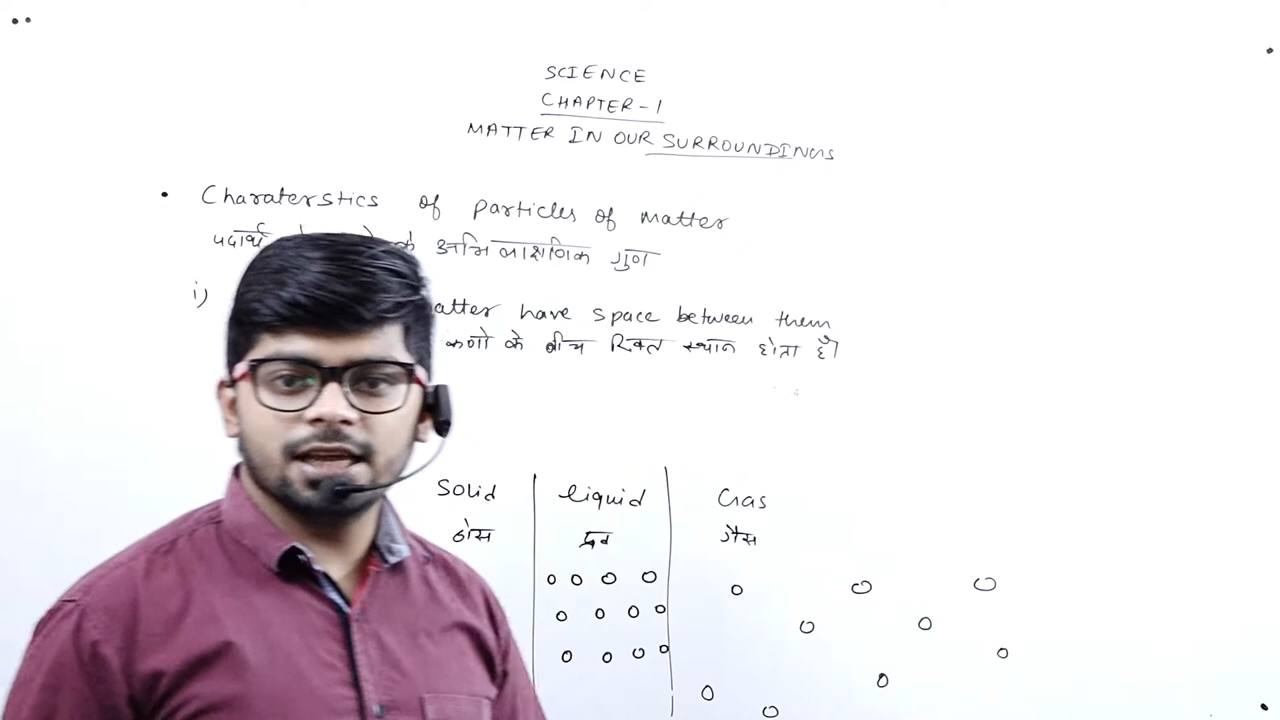 SCIENCE
CHAPTER-1
MATTER IN OUR SURROUNDINGS
• Charaterstics of particles of matter
पदार्थ के अभिलाक्षणिक गुण
i) atter have space between them
कणो के बीच रिक्त स्थान होता है
Solid liquid Gas
ठोस द्रव गैस